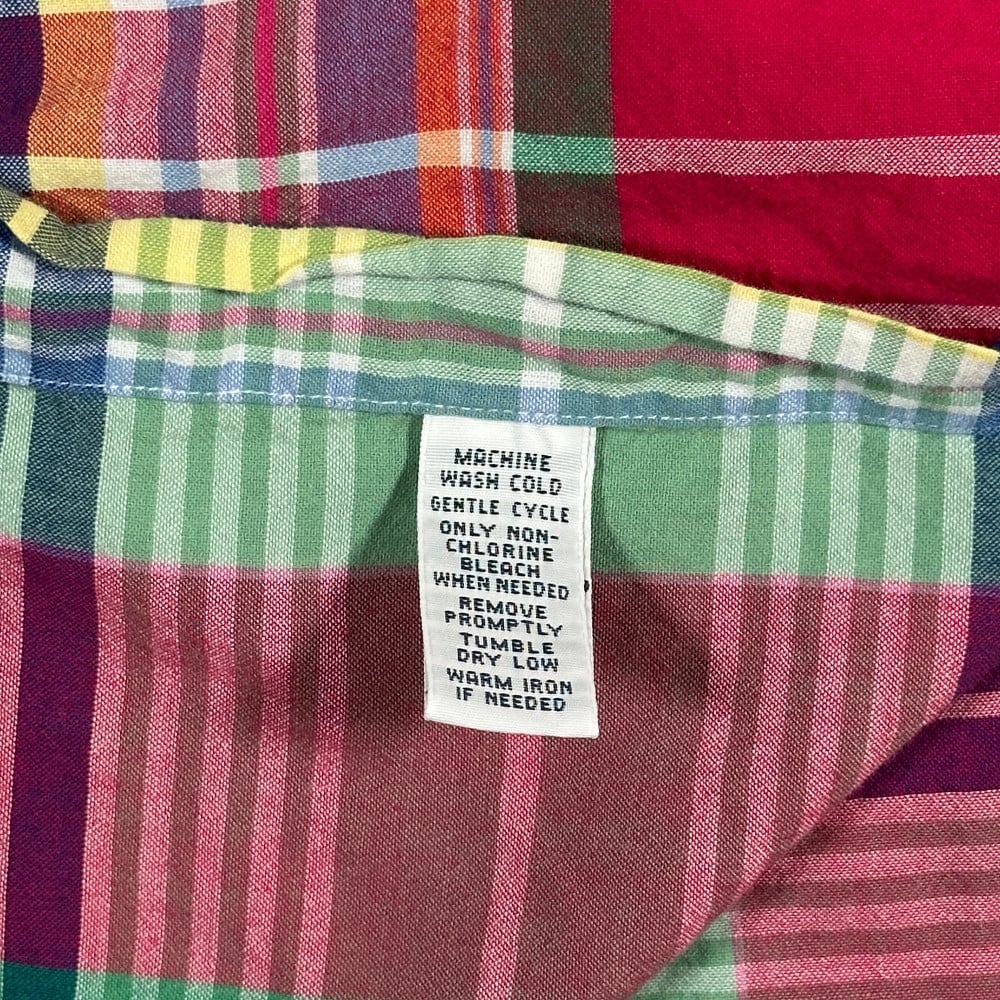 MACHINE
WASH COLD
GENTLE CYCLE
ONLY NON-
CHLORINE
BLEACH
WHEN NEEDED
REMOVE
PROMPTLY
TUMBLE
DRY LOW
WARM IRON
IF NEEDED